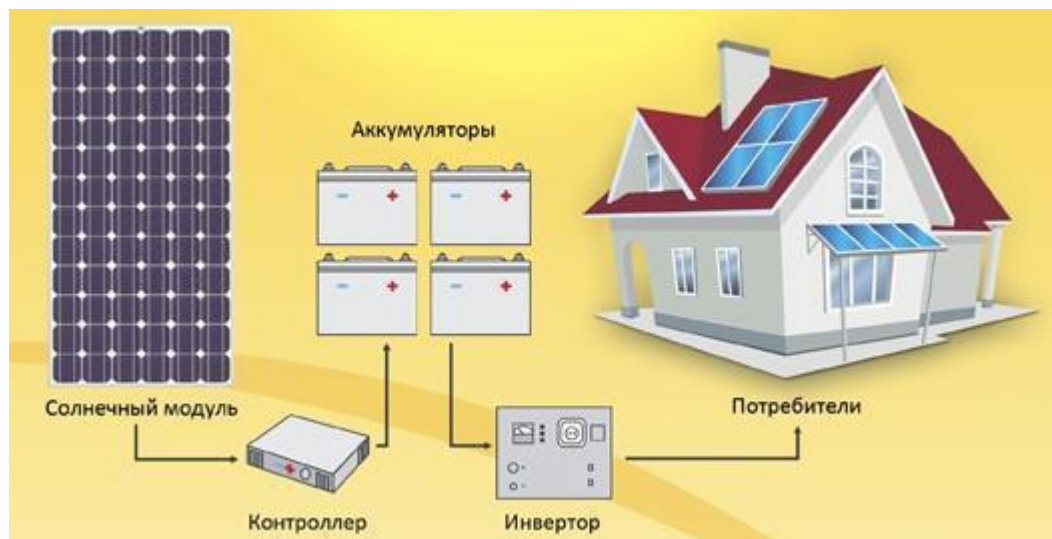 Аккумуляторы
Солнечный модуль
Потребители
Контроллер
Инвертор